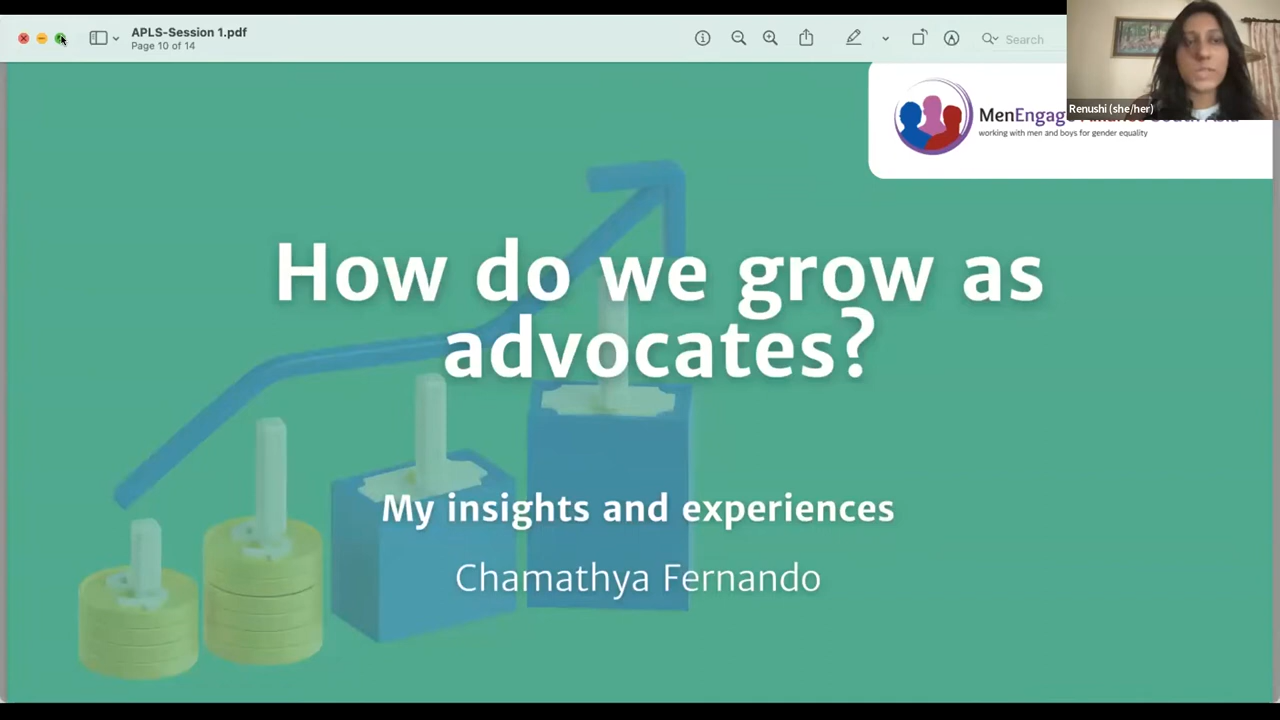 APLS-Session 1.pdf
Page 10 of 14
Search
Renushi (she/her)
MenEngage
working with men and boys for gender equality
How do we grow as
advocates?
My insights and experiences
Chamathya Fernando